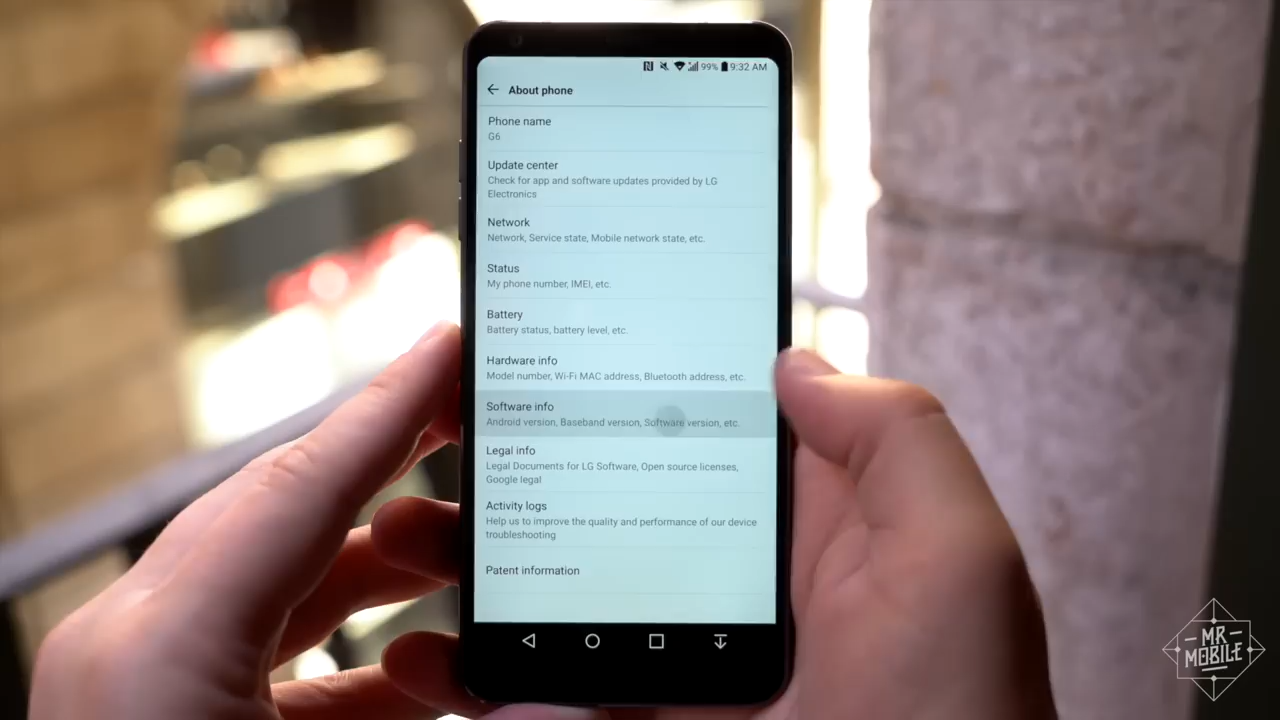 99% 9:32 AM
About phone
Phone name
G6
Update center
Check for app and software updates provided by LG
Electronics
Network
Network, Service state, Mobile network state, etc.
Status
My phone number, IMEI, etc.
Battery
Battery status, battery level, etc.
Hardware info
Model number, Wi-Fi MAC address, Bluetooth address, etc.
Software info
Android version, Baseband version, Software version, etc.
Legal info
Legal Documents for LG Software, Open source licenses,
Google legal
Activity logs
Help us to improve the quality and performance of our device
troubleshooting
Patent information
MR
MOBILE